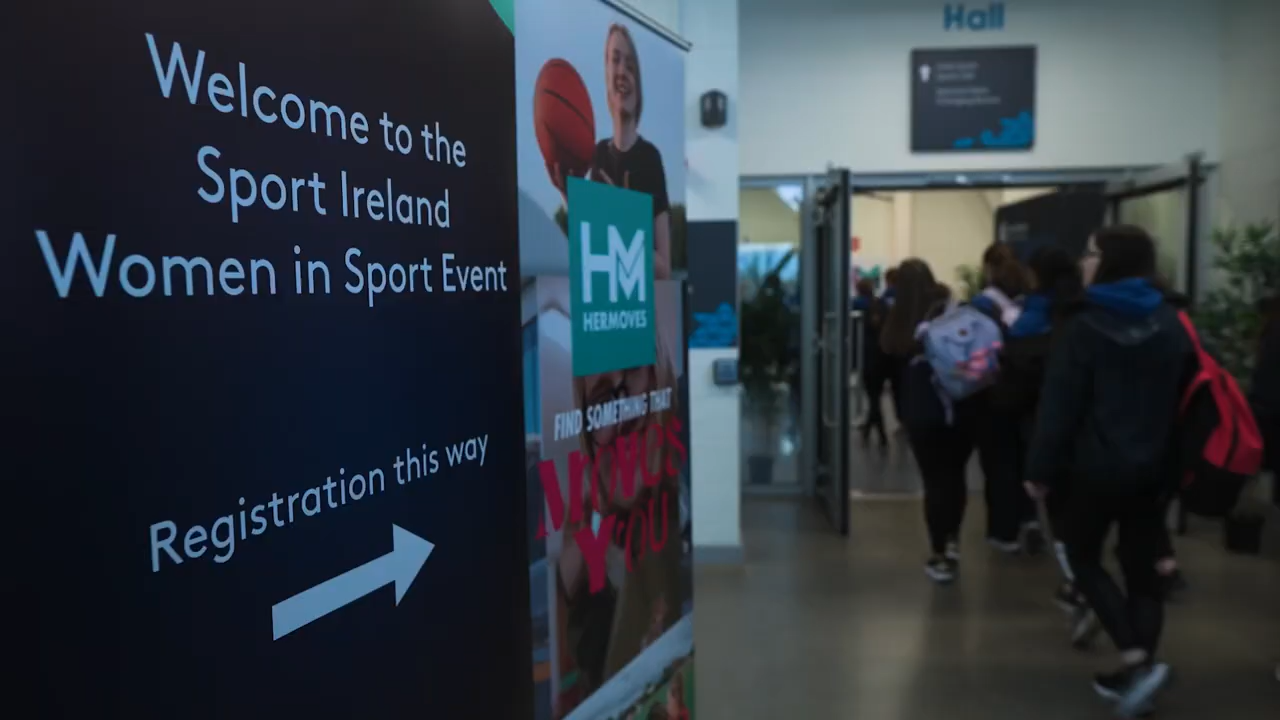 Welcome to the
Sport Ireland
Women in Sport Event
Registration this way
HM
HERMOVES
FIND SOMETHING THAT
MOVES
YOU
Hall